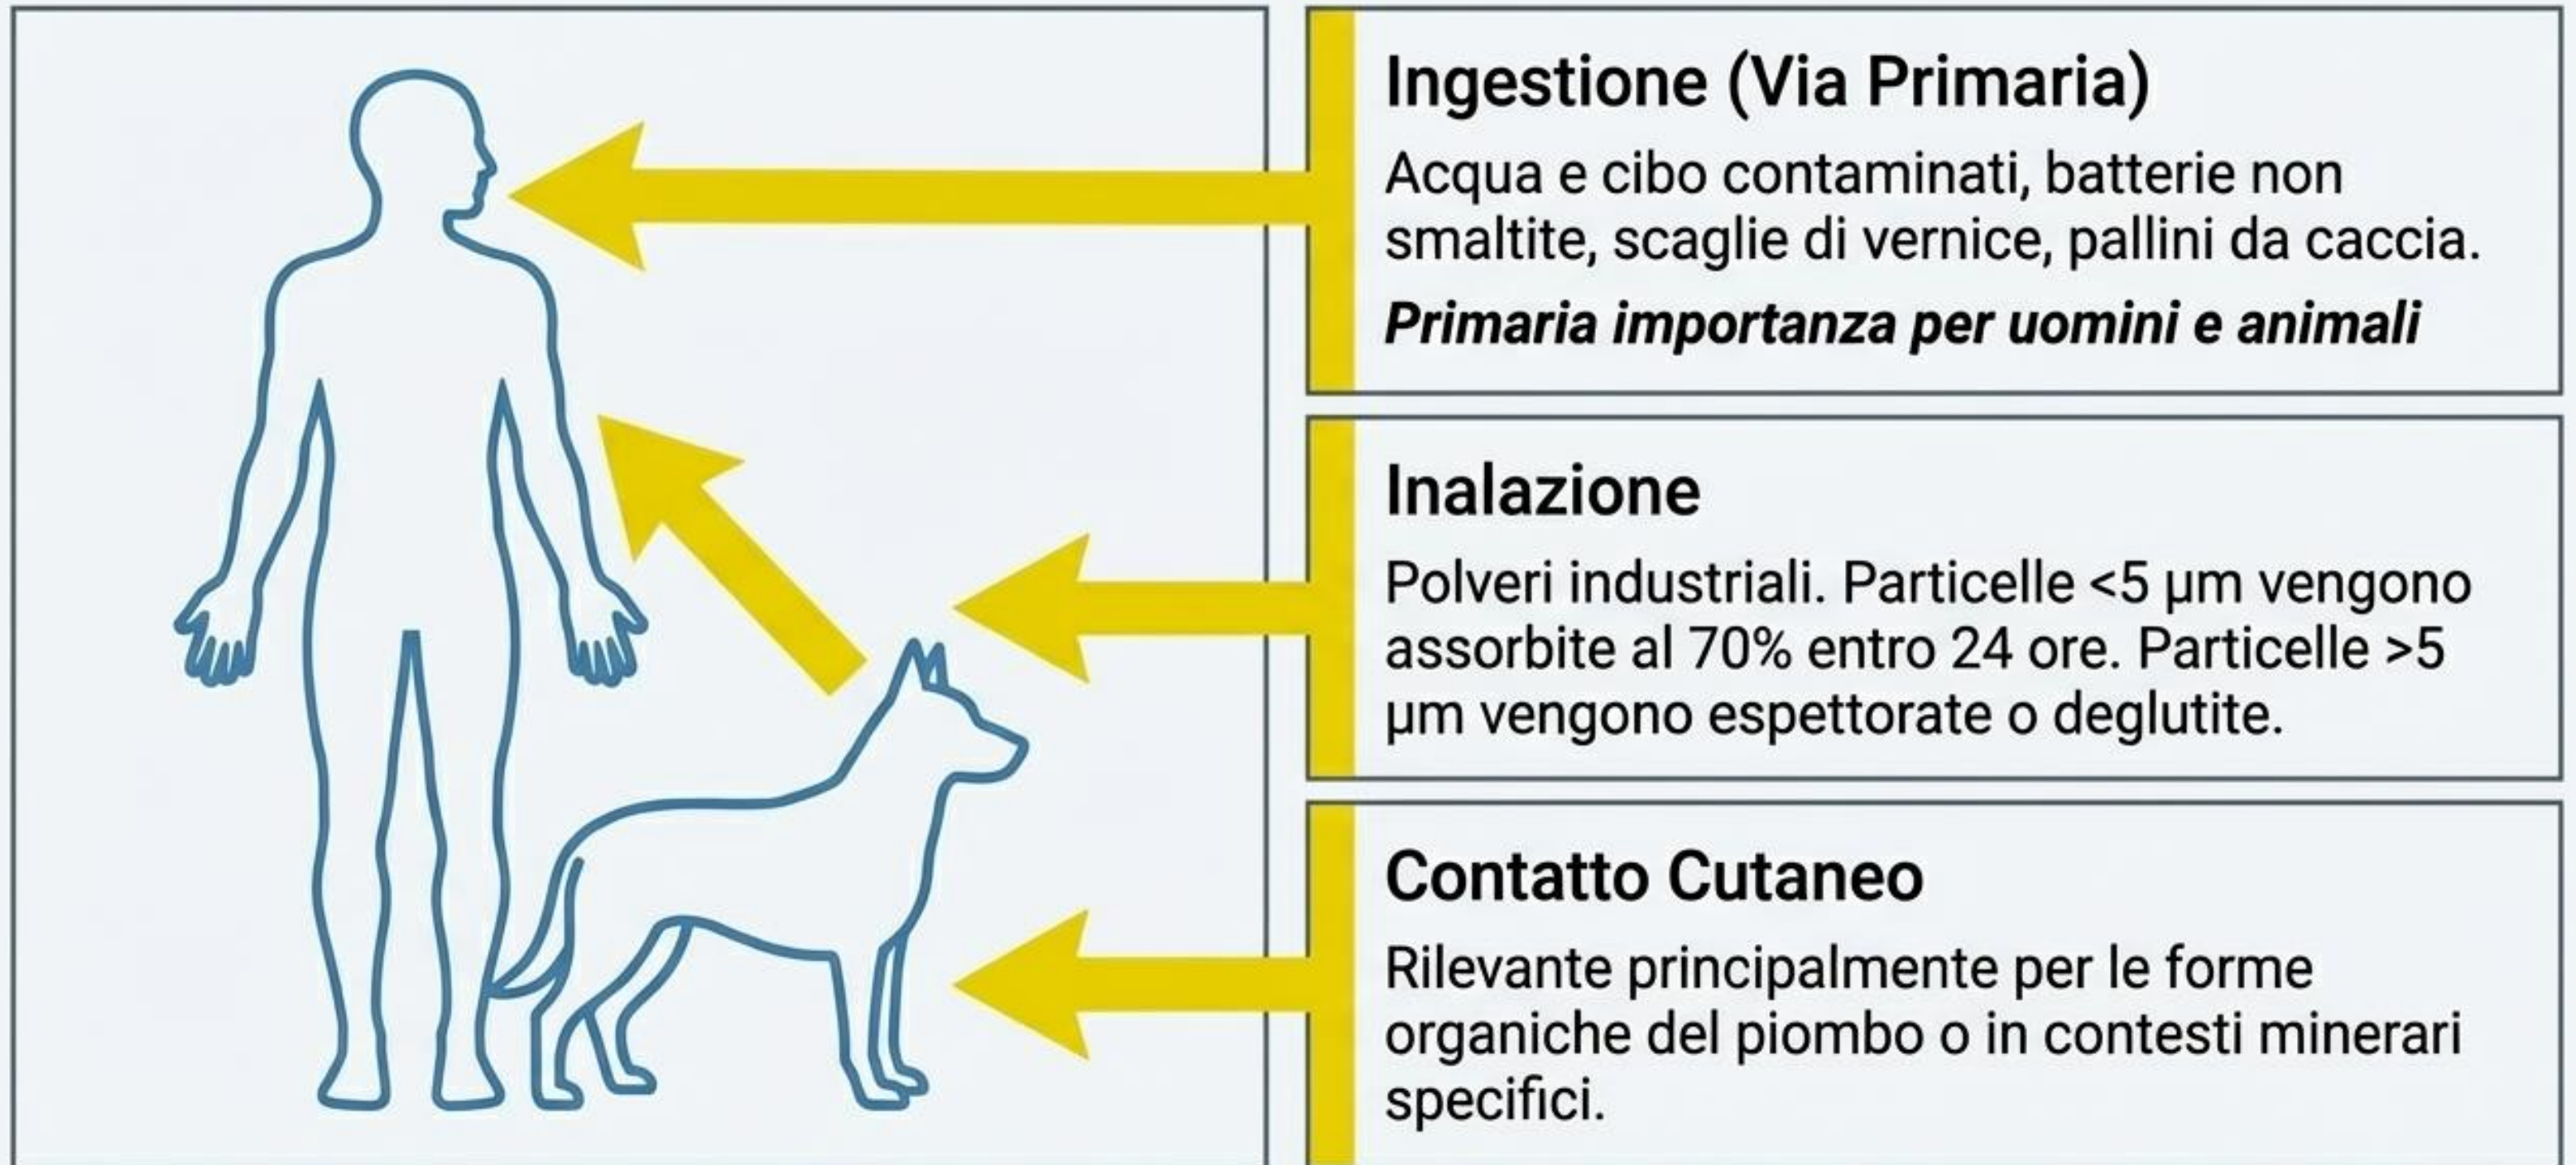 Ingestione (Via Primaria)
Acqua e cibo contaminati, batterie non
smaltite, scaglie di vernice, pallini da caccia.
Primaria importanza per uomini e animali
Inalazione
Polveri industriali. Particelle <5 µm vengono
assorbite al 70% entro 24 ore. Particelle >5
µm vengono espettorate o deglutite.
Contatto Cutaneo
Rilevante principalmente per le forme
organiche del piombo o in contesti minerari
specifici.